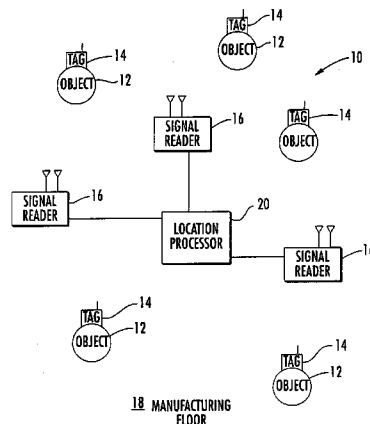 TAG
14
OBJECT
12
TAG
14
OBJECT
12
10
TAG
14
OBJECT
SIGNAL
READER
16
SIGNAL
READER
16
20
LOCATION
PROCESSOR
SIGNAL
READER
TAG
14
OBJECT
12
TAG
14
OBJECT
12
18 MANUFACTURING
FLOOR